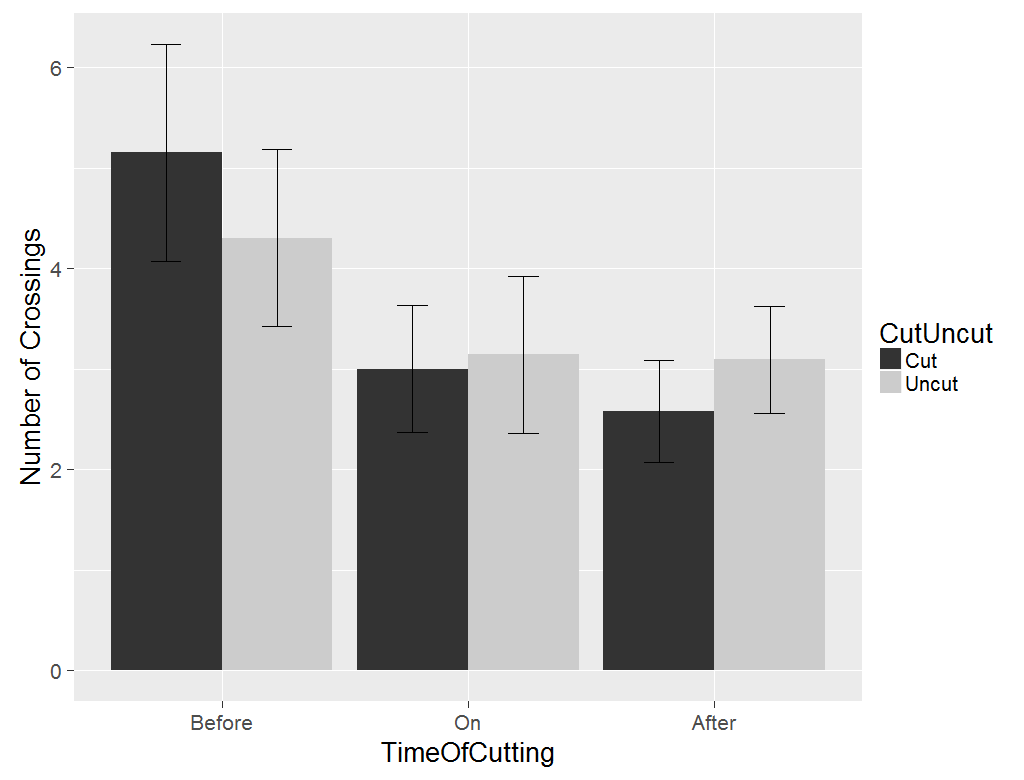 Number of Crossings
6
4
2
0
Before
On
After
TimeOfCutting
CutUncut
Cut
Uncut